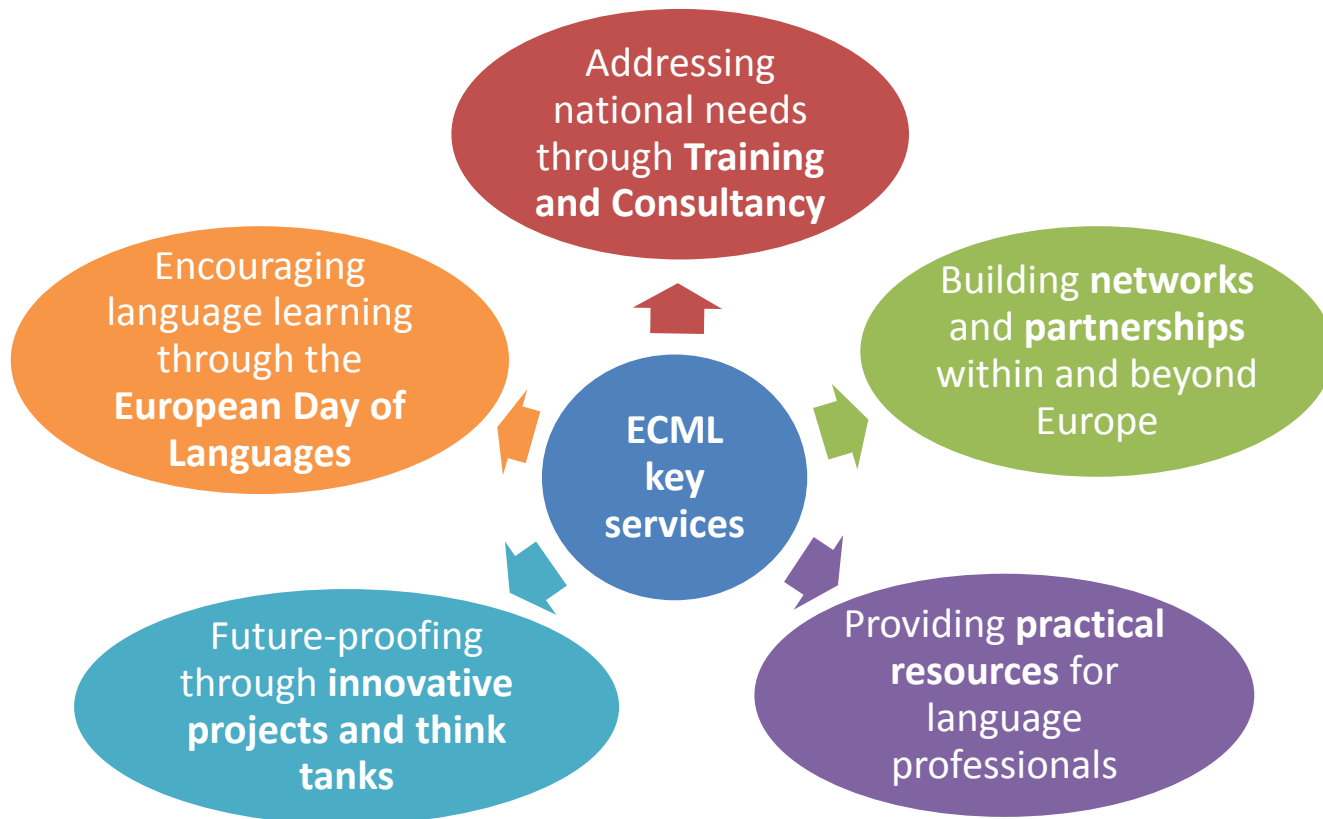 Addressing
national needs
through Training
and Consultancy
Encouraging
language learning
through the
European Day of
Languages
Building networks
and partnerships
within and beyond
Europe
ECML
key
services
Future-proofing
through innovative
projects and think
tanks
Providing practical
resources for
language
professionals